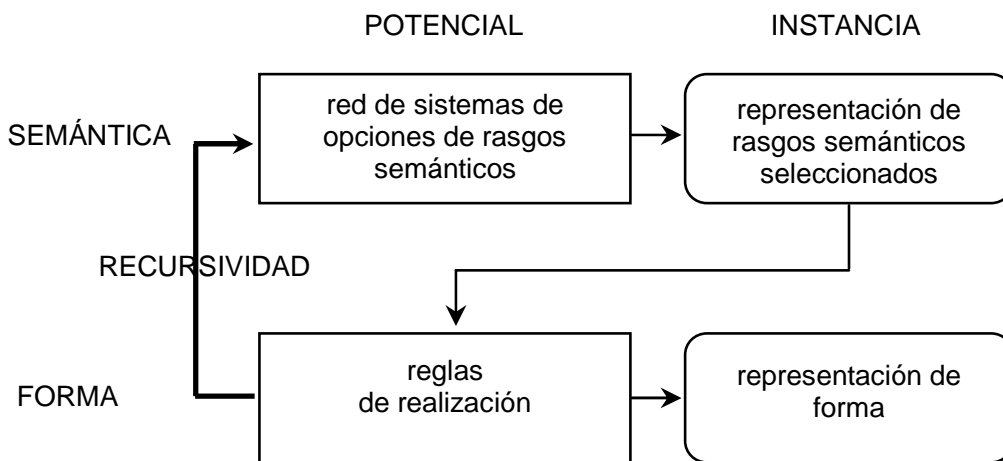 POTENCIAL INSTANCIA
SEMÁNTICA
red de sistemas de
opciones de rasgos
semánticos
representación de
rasgos semánticos
seleccionados
RECURSIVIDAD
FORMA
reglas
de realización
representación de
forma